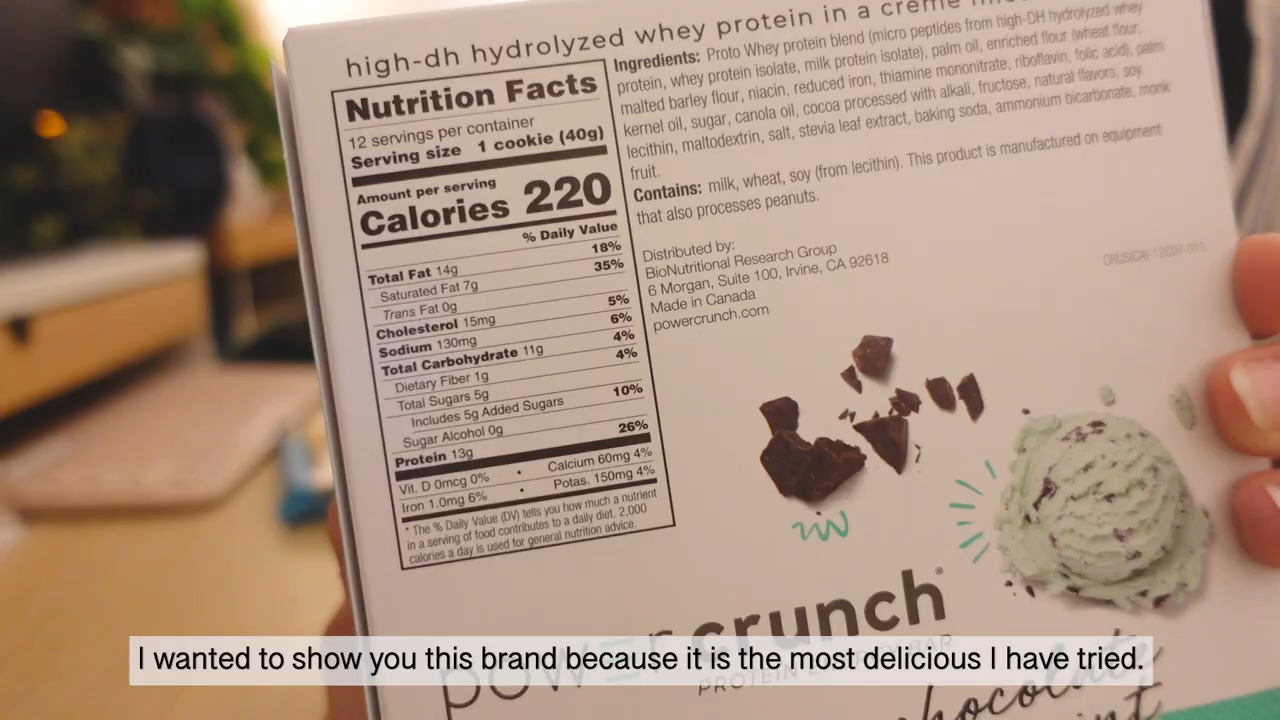 high-dh hydrolyzed whey protein in a crème
Nutrition Facts
12 servings per container
Serving size 1 cookie (40g)
Amount per serving
Calories 220
% Daily Value
Total Fat 14g 18%
Saturated Fat 7g 35%
Trans Fat 0g
Cholesterol 15mg 5%
Sodium 130mg 6%
Total Carbohydrate 11g 4%
Dietary Fiber 1g 4%
Total Sugars 5g
Includes 5g Added Sugars 10%
Sugar Alcohol 0g
Protein 13g 26%
Vit. D 0mcg 0% • Calcium 60mg 4%
Iron 1.0mg 6% • Potas. 150mg 4%
* The % Daily Value (DV) tells you how much a nutrient
in a serving of food contributes to a daily diet. 2,000
calories a day is used for general nutrition advice.
Ingredients: Proto Whey protein blend (micro peptides from high-DH hydrolyzed whey
protein, whey protein isolate, milk protein isolate), palm oil, enriched flour (wheat flour,
malted barley flour, niacin, reduced iron, thiamine mononitrate, riboflavin, folic acid), palm
kernel oil, sugar, canola oil, cocoa processed with alkali, fructose, natural flavors, soy
lecithin, maltodextrin, salt, stevia leaf extract, baking soda, ammonium bicarbonate, monk
fruit.
Contains: milk, wheat, soy (from lecithin). This product is manufactured on equipment
that also processes peanuts.
Distributed by:
BioNutritional Research Group
6 Morgan, Suite 100, Irvine, CA 92618
Made in Canada
powercrunch.com
powercrunch®
PROTEIN
chocolate
mint
I wanted to show you this brand because it is the most delicious I have tried.